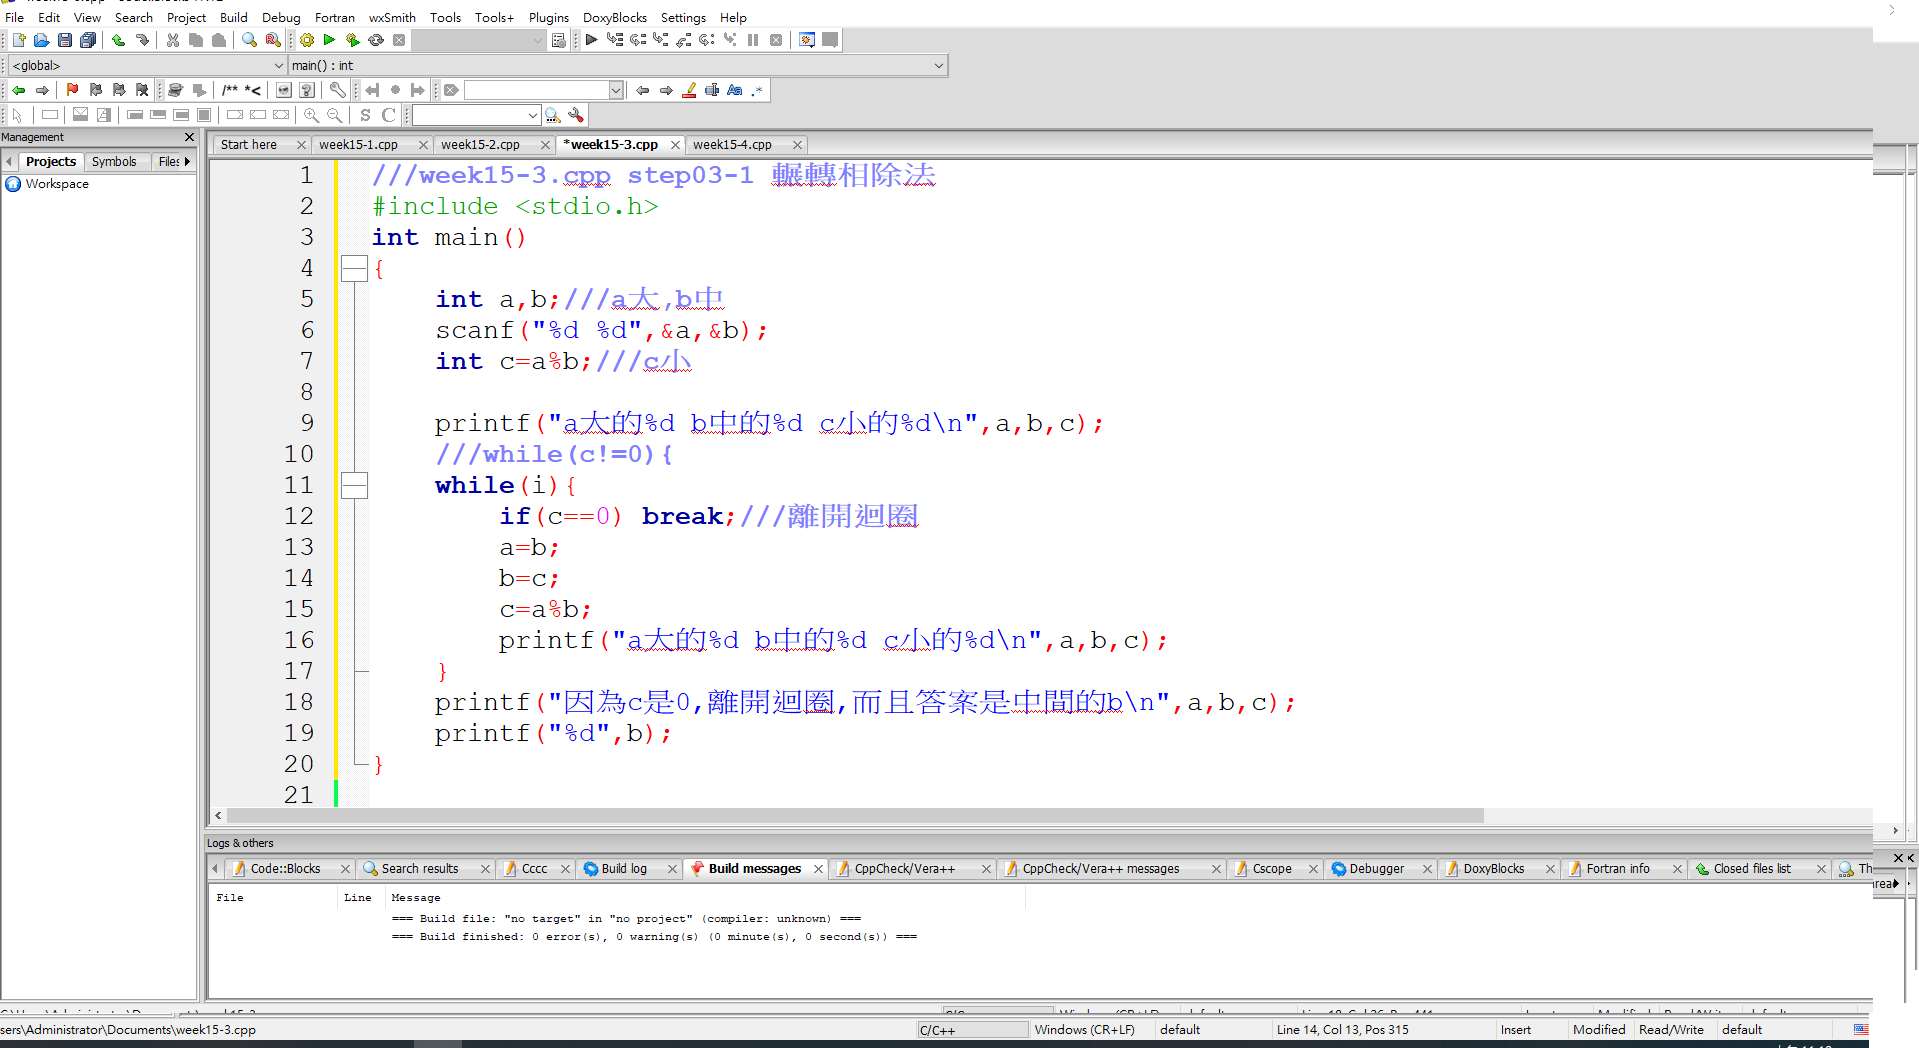 File Edit View Search Project Build Debug Fortran wxSmith Tools Tools+ Plugins DoxyBlocks Settings Help
<global> main() : int
/** *<
S C
Management
Projects Symbols Files
Workspace
Start here week15-1.cpp week15-2.cpp *week15-3.cpp week15-4.cpp
1 ///week15-3.cpp step03-1 輾轉相除法
2 #include <stdio.h>
3 int main()
4 {
5 int a,b;///a大,b中
6 scanf("%d %d",&a,&b);
7 int c=a%b;///c小
8
9 printf("a大的%d b中的%d c小的%d\n",a,b,c);
10 ///while(c!=0){
11 while(i){
12 if(c==0) break;///離開迴圈
13 a=b;
14 b=c;
15 c=a%b;
16 printf("a大的%d b中的%d c小的%d\n",a,b,c);
17 }
18 printf("因為c是0,離開迴圈,而且答案是中間的b\n",a,b,c);
19 printf("%d",b);
20 }
21
Logs & others
Code::Blocks Search results Cccc Build log Build messages CppCheck/Vera++ CppCheck/Vera++ messages Cscope Debugger DoxyBlocks Fortran info Closed files list Th
File Line Message
=== Build file: "no target" in "no project" (compiler: unknown) ===
=== Build finished: 0 error(s), 0 warning(s) (0 minute(s), 0 second(s)) ===
sers\Administrator\Documents\week15-3.cpp C/C++ Windows (CR+LF) default Line 14, Col 13, Pos 315 Insert Modified Read/Write default